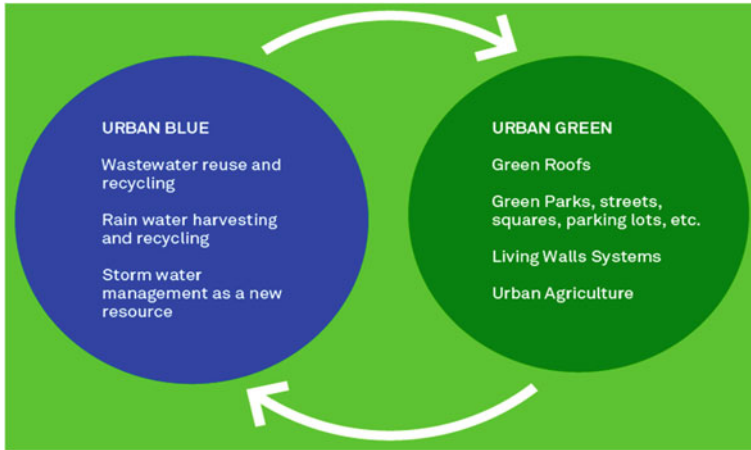 URBAN BLUE
Wastewater reuse and
recycling
Rain water harvesting
and recycling
Storm water
management as a new
resource
URBAN GREEN
Green Roofs
Green Parks, streets,
squares, parking lots, etc.
Living Walls Systems
Urban Agriculture